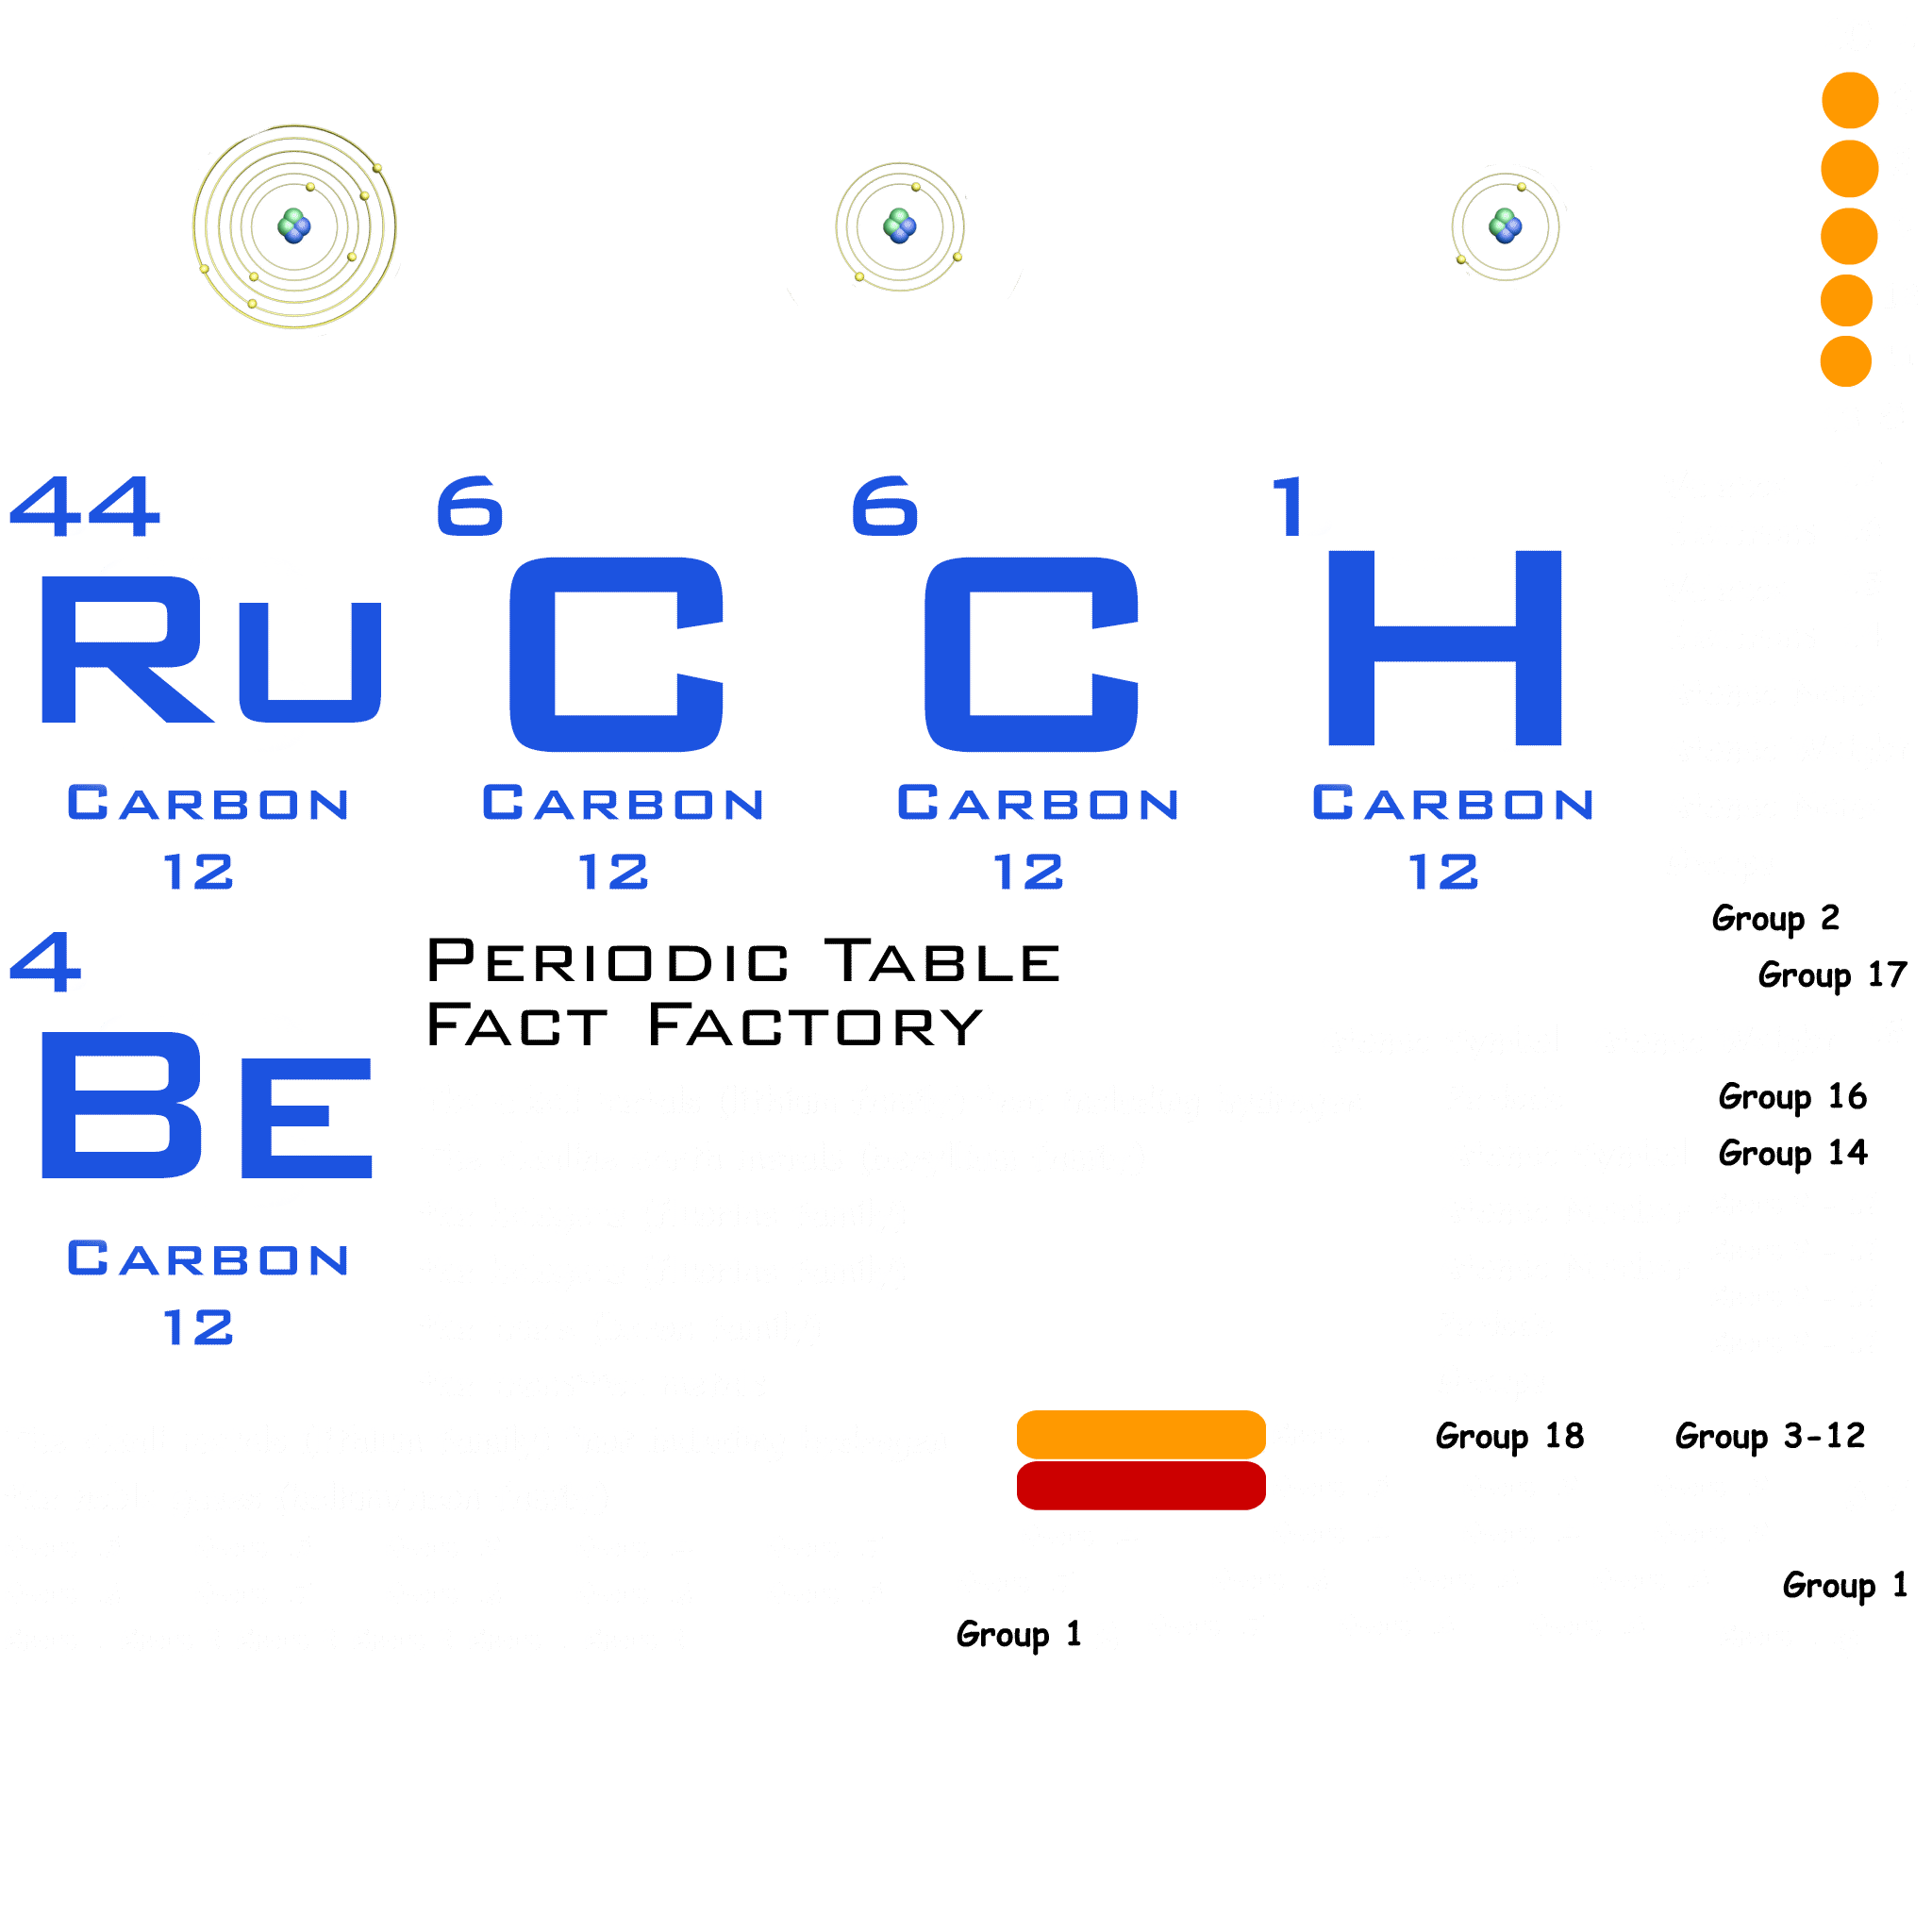 44
6
6
1
Ru
C
C
H
Carbon
Carbon
Carbon
Carbon
12
12
12
12
Group 2
4
Periodic Table
Group 17
Fact Factory
Be
Group 16
Group 14
Carbon
12
Group 18
Group 3-12
Group 1
Group 1